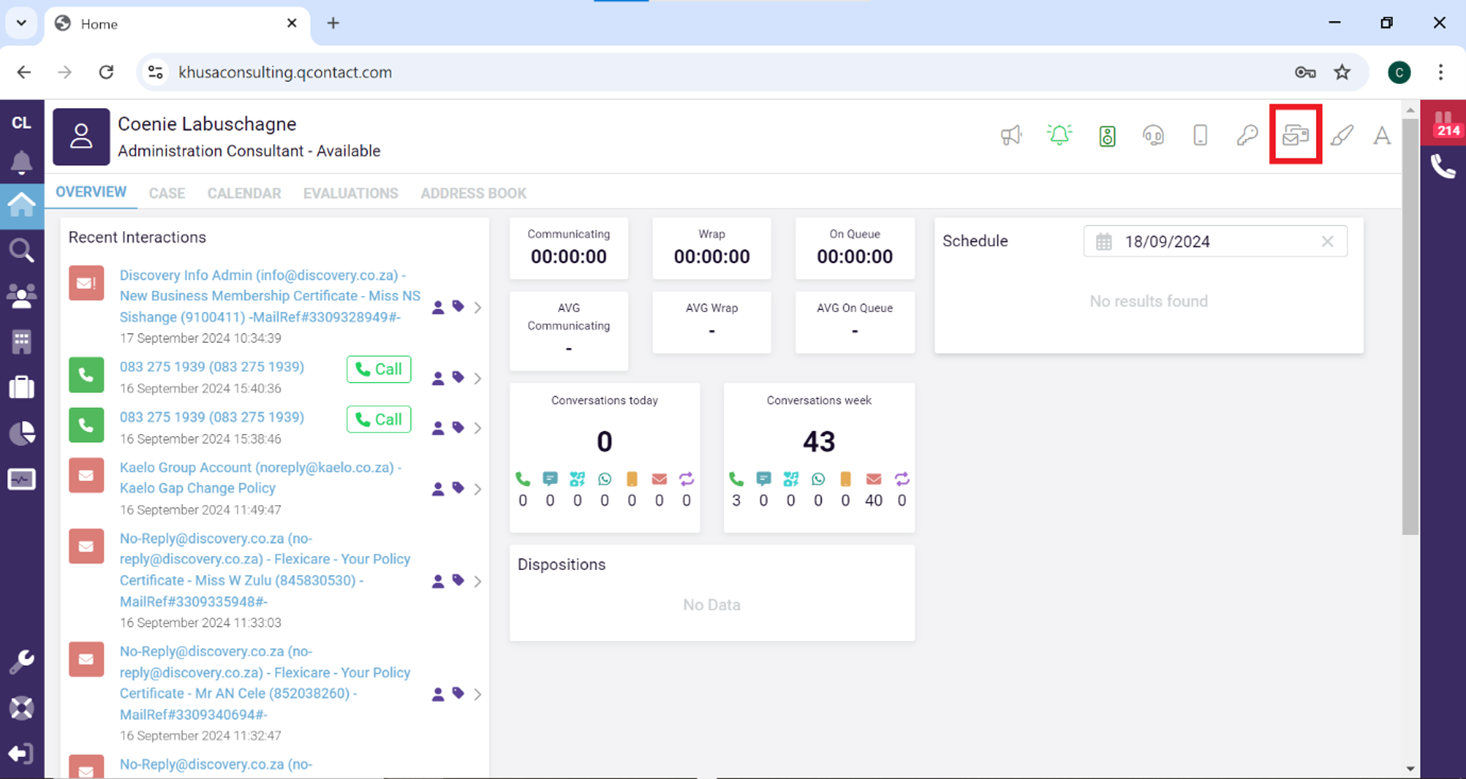 Home
khusaconsulting.qcontact.com
C
CL
Coenie Labuschagne
Administration Consultant - Available
214
OVERVIEW
CASE
CALENDAR
EVALUATIONS
ADDRESS BOOK
Recent Interactions
Discovery Info Admin (info@discovery.co.za) -
New Business Membership Certificate - Miss NS
Sishange (9100411) -MailRef#3309328949#-
17 September 2024 10:34:39
083 275 1939 (083 275 1939)
Call
16 September 2024 15:40:36
083 275 1939 (083 275 1939)
Call
16 September 2024 15:38:46
Kaelo Group Account (noreply@kaelo.co.za) -
Kaelo Gap Change Policy
16 September 2024 11:49:47
No-Reply@discovery.co.za (no-
reply@discovery.co.za) - Flexicare - Your Policy
Certificate - Miss W Zulu (845830530) -
MailRef#3309335948#-
16 September 2024 11:33:03
No-Reply@discovery.co.za (no-
reply@discovery.co.za) - Flexicare - Your Policy
Certificate - Mr AN Cele (852038260) -
MailRef#3309340694#-
16 September 2024 11:32:47
No-Reply@discovery.co.za (no-
Communicating
00:00:00
Wrap
00:00:00
On Queue
00:00:00
AVG
Communicating
-
AVG Wrap
-
AVG On Queue
-
Conversations today
0
0 0 0 0 0 0 0
Conversations week
43
3 0 0 0 0 40 0
Dispositions
No Data
Schedule
18/09/2024
No results found